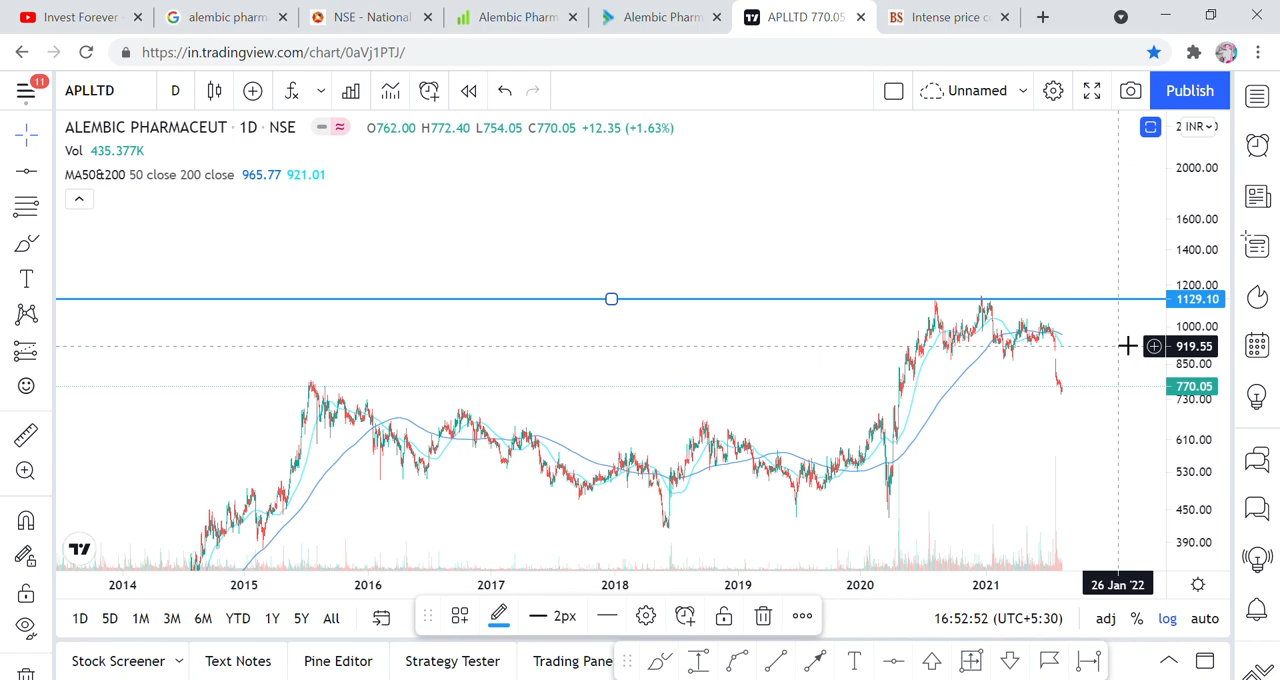 Invest Forever
alembic pharm
NSE - National
Alembic Pharm
Alembic Pharm
APLLTD 770.05
BS Intense price c
https://in.tradingview.com/chart/0aVj1PTJ/
11
APLLTD
D
Unnamed
Publish
ALEMBIC PHARMACEUT · 1D · NSE
O762.00 H772.40 L754.05 C770.05 +12.35 (+1.63%)
INR
Vol 435.377K
MA50&200 50 close 200 close 965.77 921.01
2000.00
1600.00
1400.00
1200.00
1129.10
1000.00
919.55
850.00
770.05
730.00
610.00
530.00
450.00
390.00
2014 2015 2016 2017 2018 2019 2020 2021 26 Jan '22
1D 5D 1M 3M 6M YTD 1Y 5Y All
2px
16:52:52 (UTC+5:30)
adj % log auto
Stock Screener Text Notes Pine Editor Strategy Tester Trading Pane